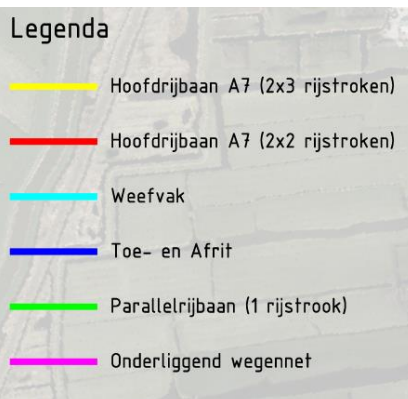 Legenda
Hoofdrijbaan A7 (2x3 rijstroken)
Hoofdrijbaan A7 (2x2 rijstroken)
Weefvak
Toe- en Afrit
Parallelrijbaan (1 rijstrook)
Onderliggend wegennet